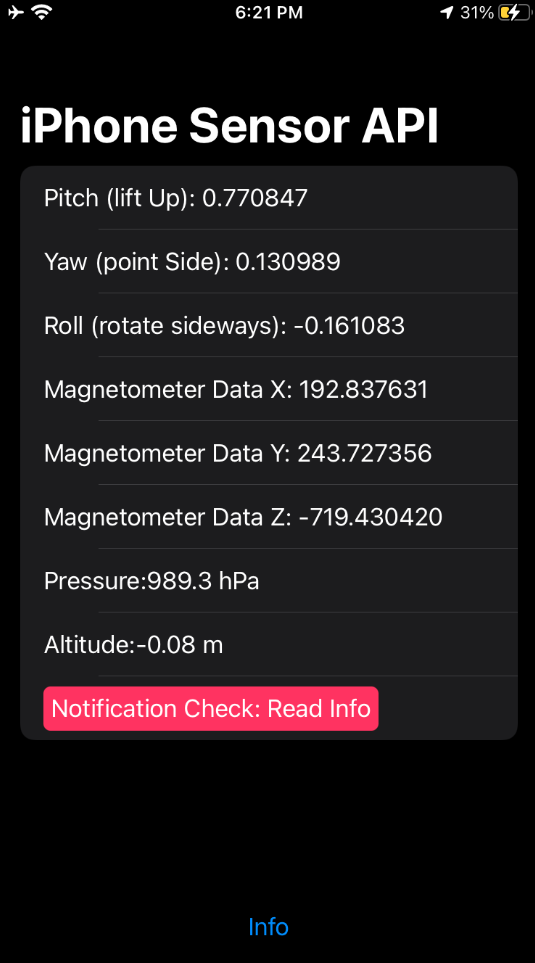 6:21 PM
31%
iPhone Sensor API
Pitch (lift Up): 0.770847
Yaw (point Side): 0.130989
Roll (rotate sideways): -0.161083
Magnetometer Data X: 192.837631
Magnetometer Data Y: 243.727356
Magnetometer Data Z: -719.430420
Pressure:989.3 hPa
Altitude:-0.08 m
Notification Check: Read Info
Info